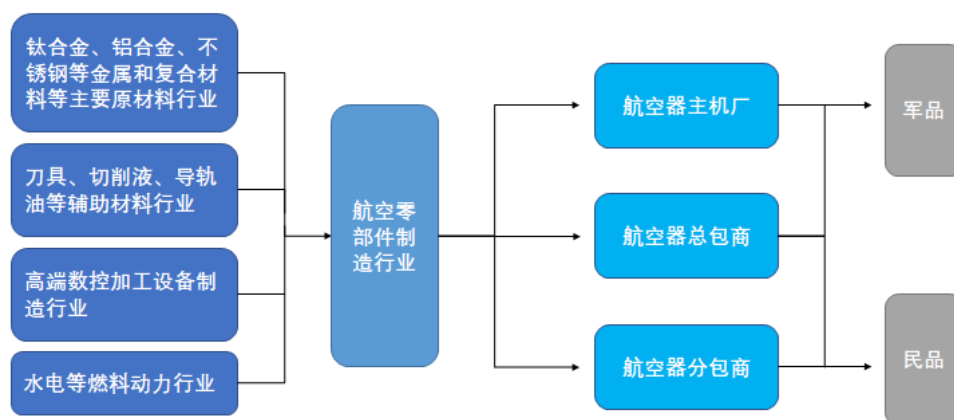 钛合金、铝合金、不
锈钢等金属和复合材
料等主要原材料行业
刀具、切削液、导轨
油等辅助材料行业
高端数控加工设备制
造行业
水电等燃料动力行业
航空零
部件制
造行业
航空器主机厂
航空器总包商
航空器分包商
军品
民品